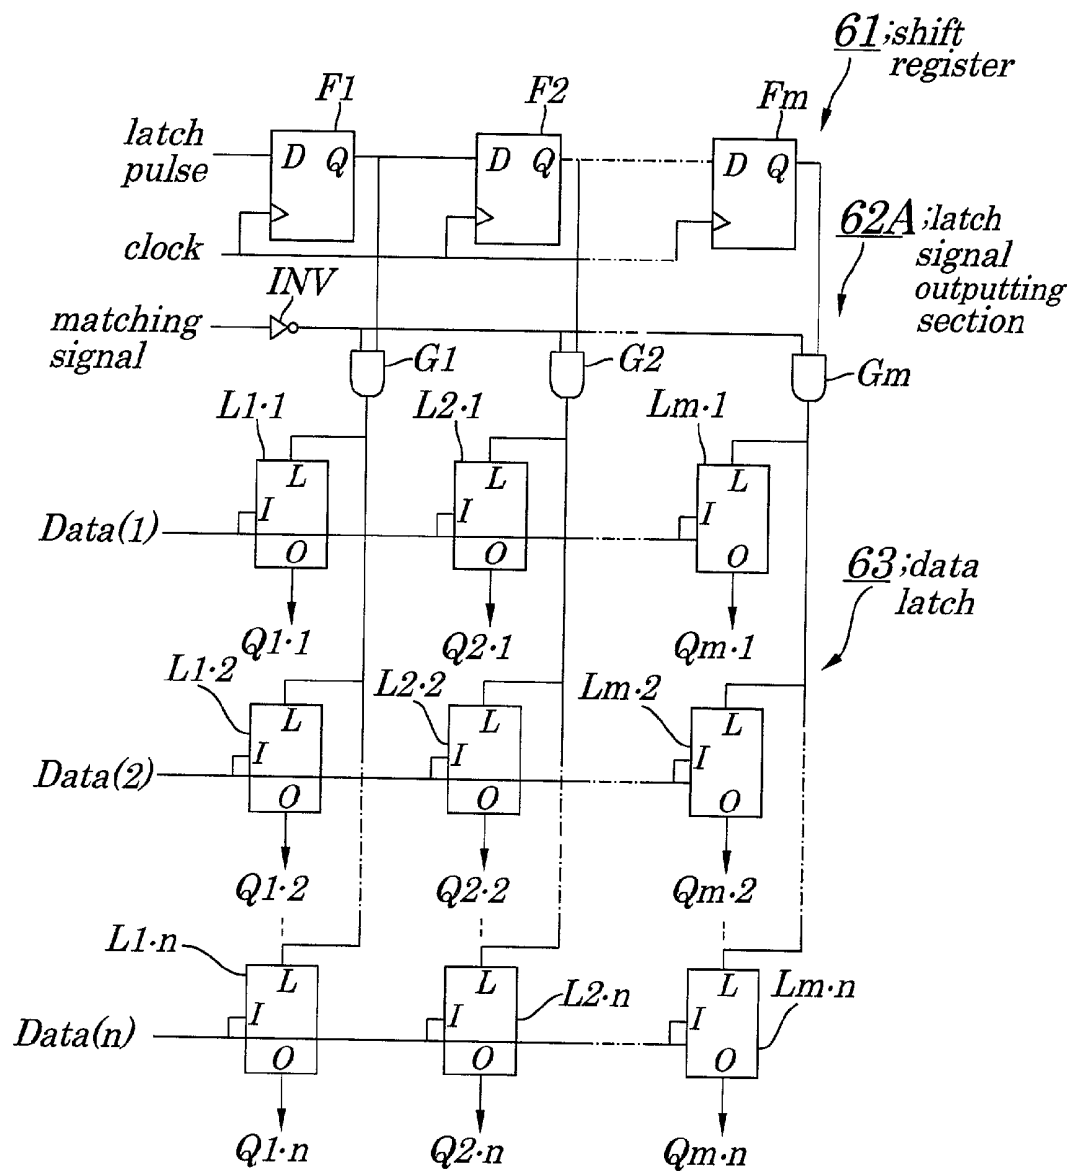 61;shift
register
F1
F2
Fm
latch
pulse
D Q
D Q
D Q
clock
62A;latch
signal
outputting
section
INV
matching
signal
G1
G2
Gm
L1·1
L2·1
Lm·1
L
L
L
I
I
I
Data(1)
O
O
O
63;data
latch
Q1·1
Q2·1
Qm·1
L1·2
L2·2
Lm·2
L
L
L
I
I
I
Data(2)
O
O
O
Q1·2
Q2·2
Qm·2
L1·n
L2·n
Lm·n
L
L
L
I
I
I
Data(n)
O
O
O
Q1·n
Q2·n
Qm·n